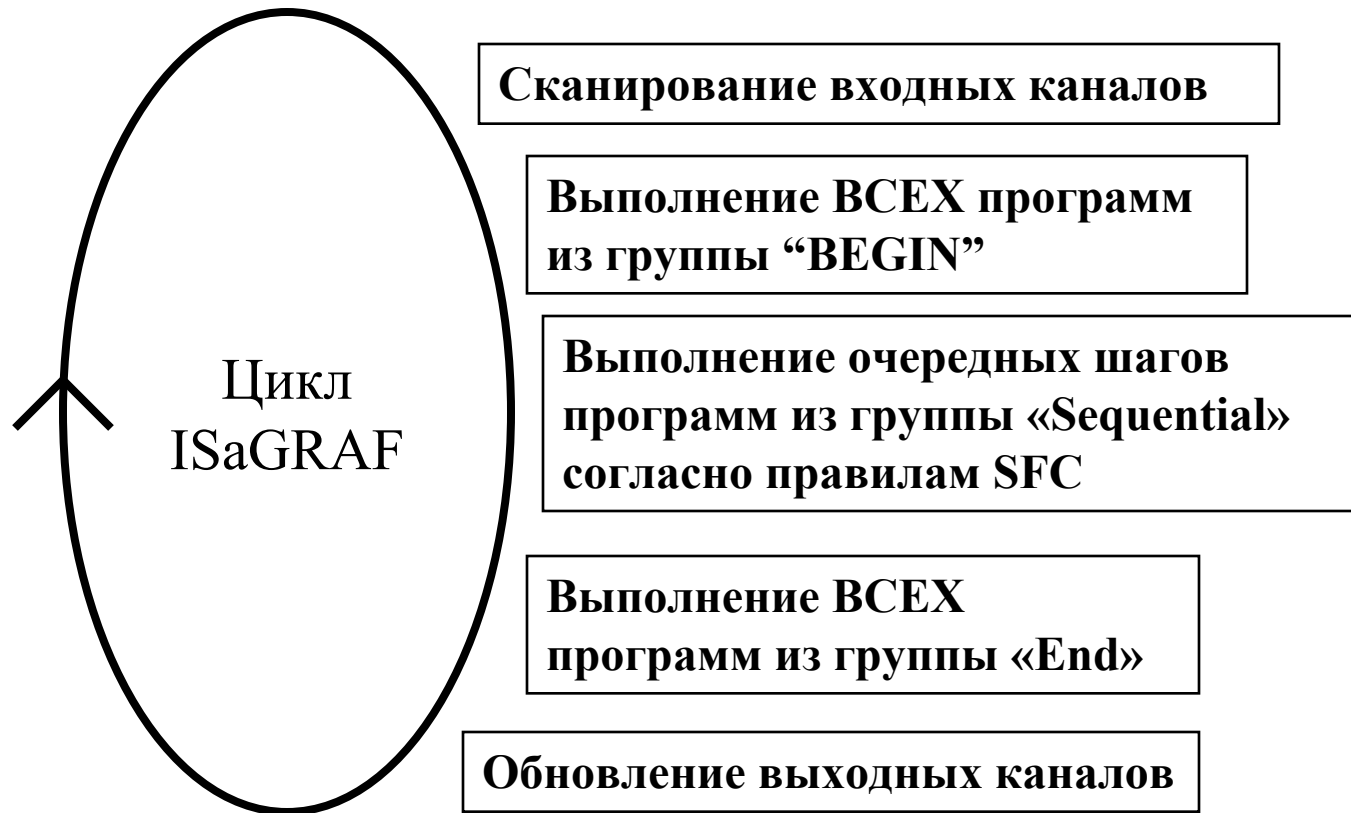 Сканирование входных каналов
Выполнение ВСЕХ программ
из группы “BEGIN”
Цикл
ISaGRAF
Выполнение очередных шагов
программ из группы «Sequential»
согласно правилам SFC
Выполнение ВСЕХ
программ из группы «End»
Обновление выходных каналов